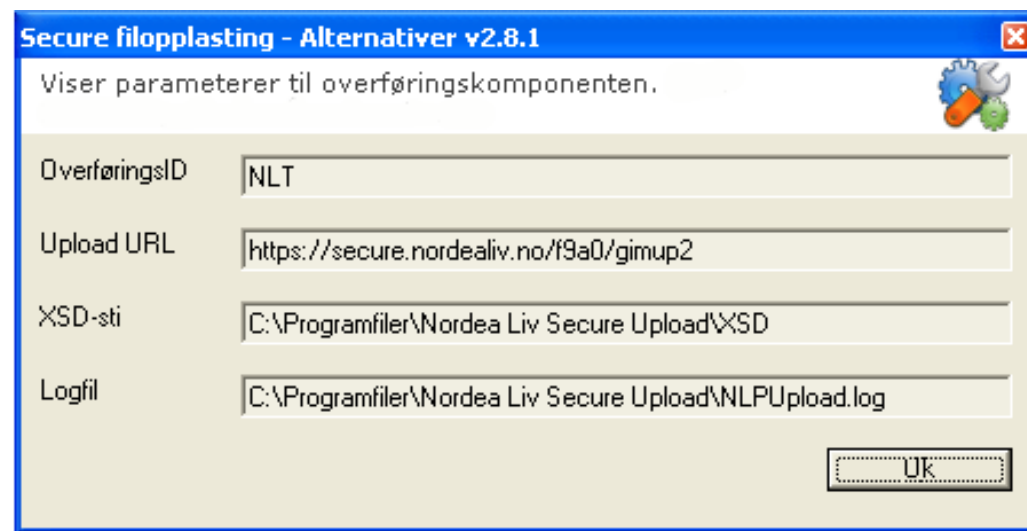 Secure filopplasting - Alternativer v2.8.1
Viser parameterer til overføringskomponenten.
OverføringsID NLT
Upload URL https://secure.nordealiv.no/f9a0/gimup2
XSD-sti C:\Programfiler\Nordea Liv Secure Upload\XSD
Logfil C:\Programfiler\Nordea Liv Secure Upload\NLPUpload.log
Ok